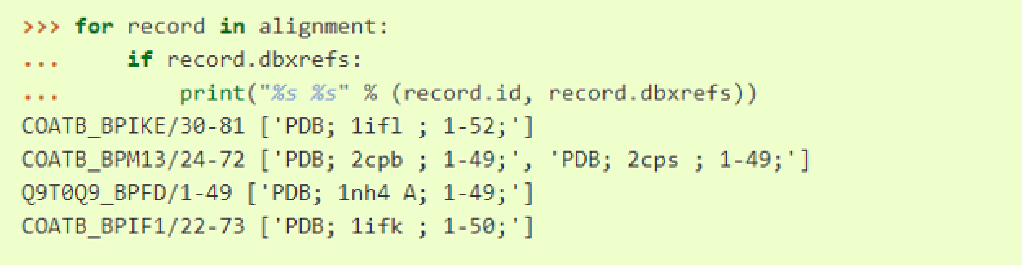 >>> for record in alignment:
...     if record.dbxrefs:
...         print("%s %s" % (record.id, record.dbxrefs))
COATB_BPIKE/30-81 ['PDB; 1ifl ; 1-52;']
COATB_BPM13/24-72 ['PDB; 2cpb ; 1-49;', 'PDB; 2cps ; 1-49;']
Q9T0Q9_BPFD/1-49 ['PDB; 1nh4 A; 1-49;']
COATB_BPIF1/22-73 ['PDB; 1ifk ; 1-50;']